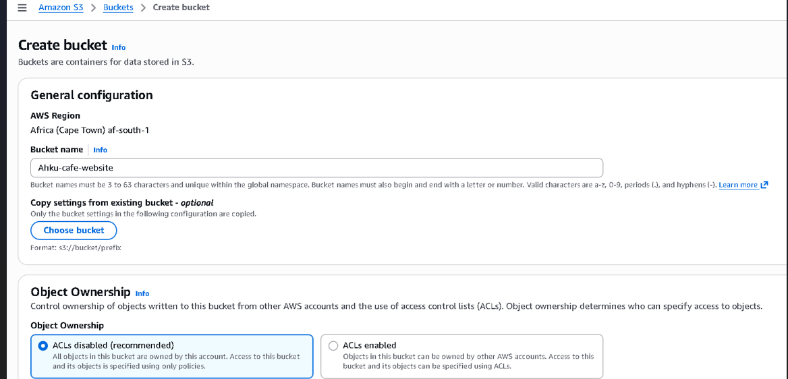 Amazon S3 > Buckets > Create bucket
Create bucket Info
Buckets are containers for data stored in S3.
General configuration
AWS Region
Africa (Cape Town) af-south-1
Bucket name Info
Ahku-cafe-website
Bucket names must be 3 to 63 characters and unique within the global namespace. Bucket names must also begin and end with a letter or number. Valid characters are a-z, 0-9, periods (.), and hyphens (-). Learn more
Copy settings from existing bucket - optional
Only the bucket settings in the following configuration are copied.
Choose bucket
Format: s3://bucket/prefix
Object Ownership Info
Control ownership of objects written to this bucket from other AWS accounts and the use of access control lists (ACLs). Object ownership determines who can specify access to objects.
Object Ownership
ACLs disabled (recommended)
All objects in this bucket are owned by this account. Access to this bucket
and its objects is specified using only policies.
ACLs enabled
Objects in this bucket can be owned by other AWS accounts. Access to this
bucket and its objects can be specified using ACLs.